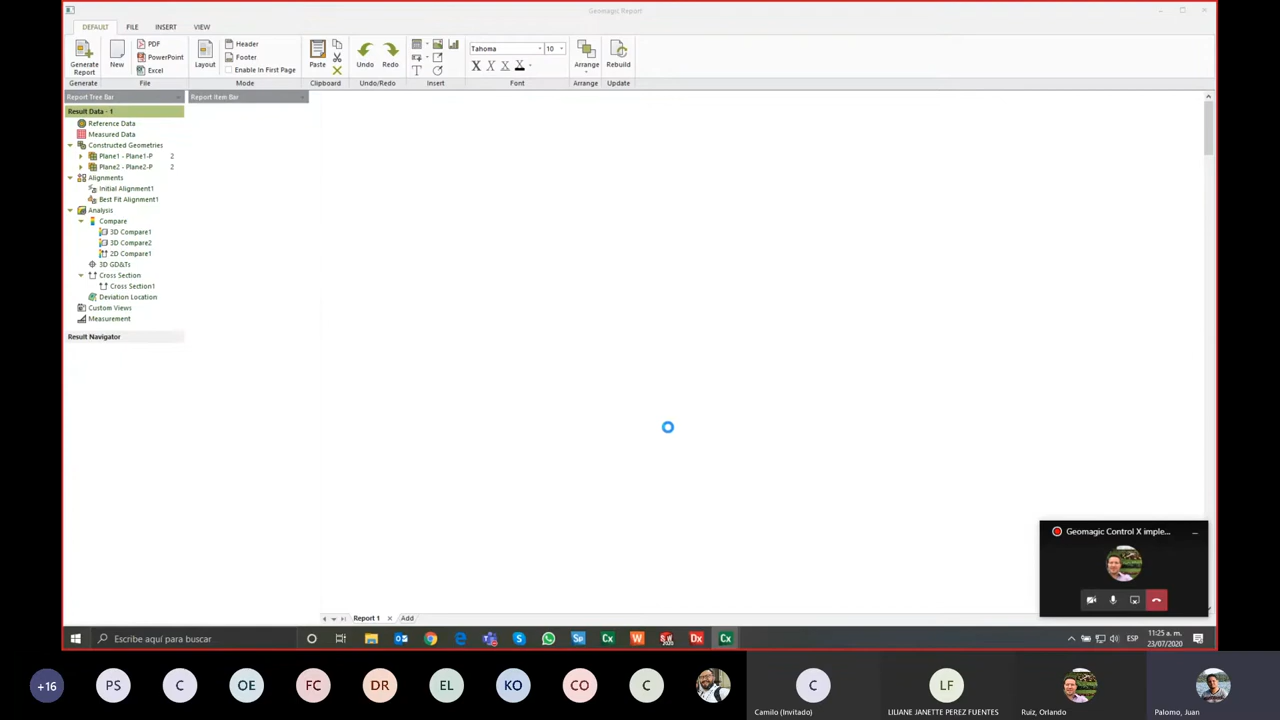 Geomagic Report
DEFAULT FILE INSERT VIEW
Generate Report
New
PDF
PowerPoint
Excel
Layout
Header
Footer
Enable In First Page
Paste
Undo Redo
Tahoma 10
X X X A
Arrange
Rebuild
Generate File Mode Clipboard Undo/Redo Insert Font Arrange Update
Report Tree Bar Report Item Bar
Result Data - 1
Reference Data
Measured Data
Constructed Geometries
Plane1 - Plane1-P 2
Plane2 - Plane2-P 2
Alignments
Initial Alignment1
Best Fit Alignment1
Analysis
Compare
3D Compare1
3D Compare2
2D Compare1
3D GD&Ts
Cross Section
Cross Section1
Deviation Location
Custom Views
Measurement
Result Navigator
Geomagic Control X imple...
Report 1 Add
Escribe aquí para buscar
Sp Cx W 2020 Dx Cx
ESP
11:25 a. m.
23/07/2020
+16 PS C OE FC DR EL KO CO C C LF
Camilo (Invitado) LILIANE JANETTE PEREZ FUENTES Ruiz, Orlando Palomo, Juan